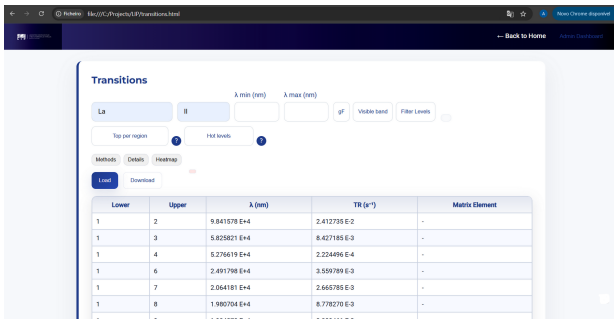 Ficheiro file:///C:/Projects/LIP/transitions.html
A
Novo Chrome disponível
← Back to Home
Admin Dashboard
Transitions
λ min (nm) λ max (nm)
La II gF Visible band Filter Levels
Top per region ? Hot levels ?
Methods Details Heatmap
Load Download
Lower Upper λ (nm) TR (s⁻¹) Matrix Element
1 2 9.841578 E+4 2.412735 E-2 -
1 3 5.825821 E+4 8.427185 E-3 -
1 4 5.276619 E+4 2.224496 E-4 -
1 6 2.491798 E+4 3.559789 E-3 -
1 7 2.064181 E+4 2.665785 E-3 -
1 8 1.980704 E+4 8.778270 E-3 -